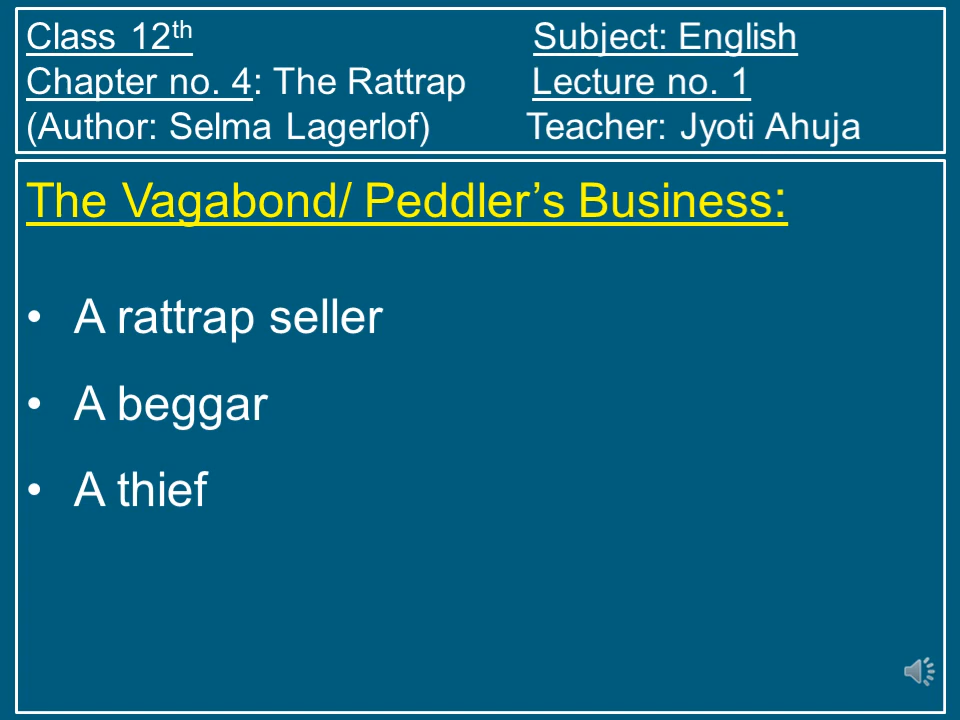 Class 12th Subject: English
Chapter no. 4: The Rattrap Lecture no. 1
(Author: Selma Lagerlof) Teacher: Jyoti Ahuja
The Vagabond/ Peddler’s Business:
• A rattrap seller
• A beggar
• A thief